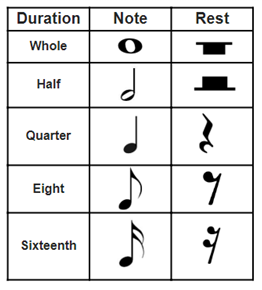 Duration Note Rest
Whole
Half
Quarter
Eight
Sixteenth